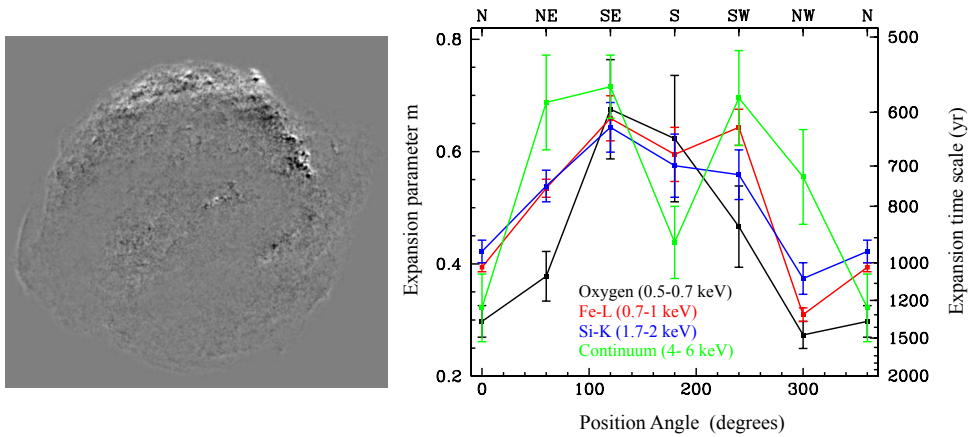 N NE SE S SW NW N
0.8
0.6
0.4
0.2
Expansion parameter m
500
600
700
800
1000
1200
1500
2000
Expansion time scale (yr)
Oxygen (0.5-0.7 keV)
Fe-L (0.7-1 keV)
Si-K (1.7-2 keV)
Continuum (4- 6 keV)
0 100 200 300
Position Angle (degrees)